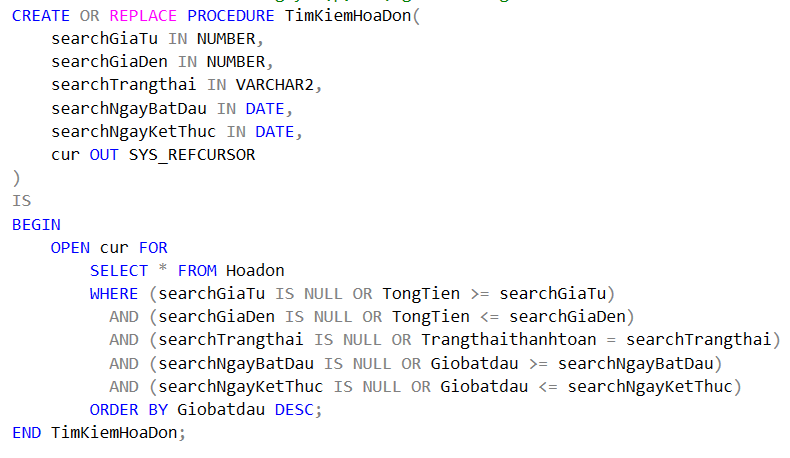 CREATE OR REPLACE PROCEDURE TimKiemHoaDon(
    searchGiaTu IN NUMBER,
    searchGiaDen IN NUMBER,
    searchTrangthai IN VARCHAR2,
    searchNgayBatDau IN DATE,
    searchNgayKetThuc IN DATE,
    cur OUT SYS_REFCURSOR
)
IS
BEGIN
    OPEN cur FOR
        SELECT * FROM Hoadon
        WHERE (searchGiaTu IS NULL OR TongTien >= searchGiaTu)
          AND (searchGiaDen IS NULL OR TongTien <= searchGiaDen)
          AND (searchTrangthai IS NULL OR Trangthaithanhtoan = searchTrangthai)
          AND (searchNgayBatDau IS NULL OR Giobatdau >= searchNgayBatDau)
          AND (searchNgayKetThuc IS NULL OR Giobatdau <= searchNgayKetThuc)
        ORDER BY Giobatdau DESC;
END TimKiemHoaDon;